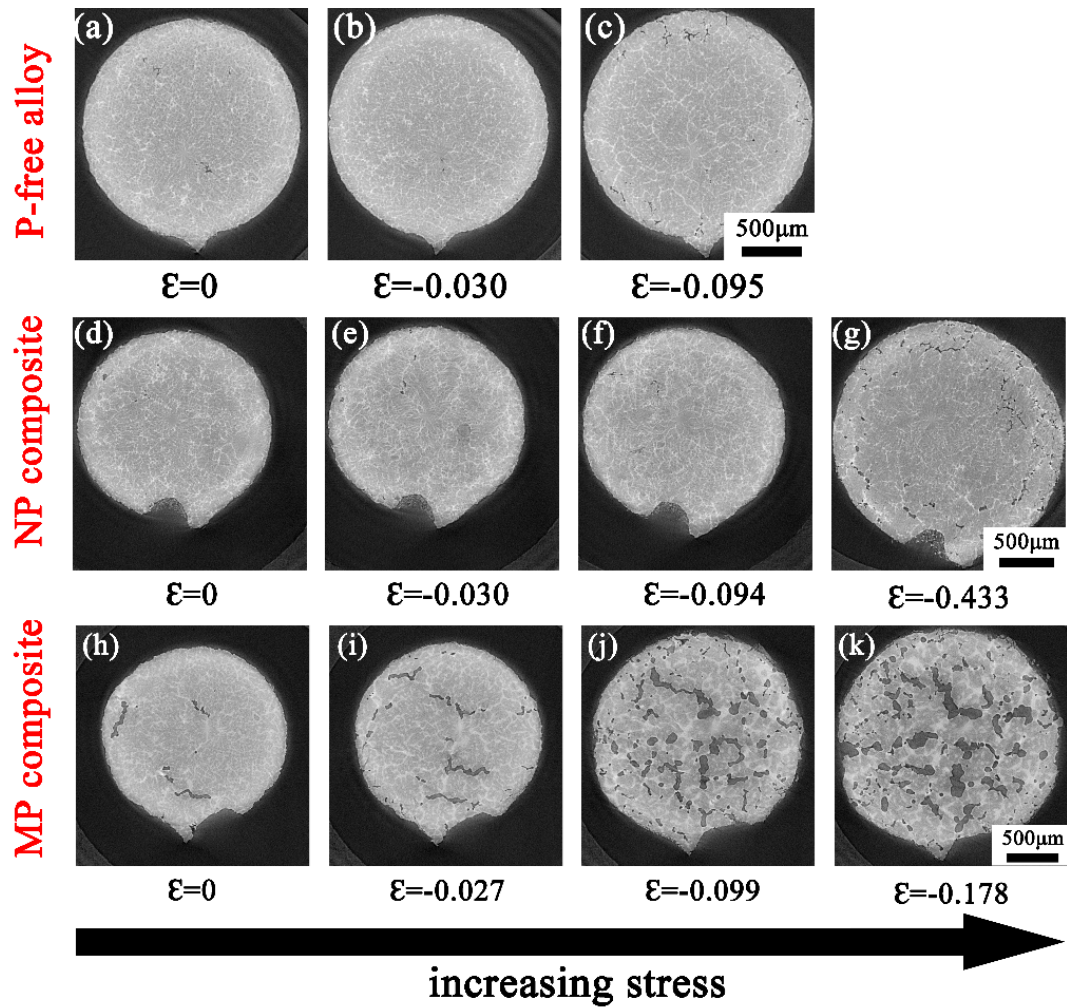 P-free alloy
(a) (b) (c)
500μm
Ɛ=0 Ɛ=-0.030 Ɛ=-0.095
NP composite
(d) (e) (f) (g)
500μm
Ɛ=0 Ɛ=-0.030 Ɛ=-0.094 Ɛ=-0.433
MP composite
(h) (i) (j) (k)
500μm
Ɛ=0 Ɛ=-0.027 Ɛ=-0.099 Ɛ=-0.178
increasing stress